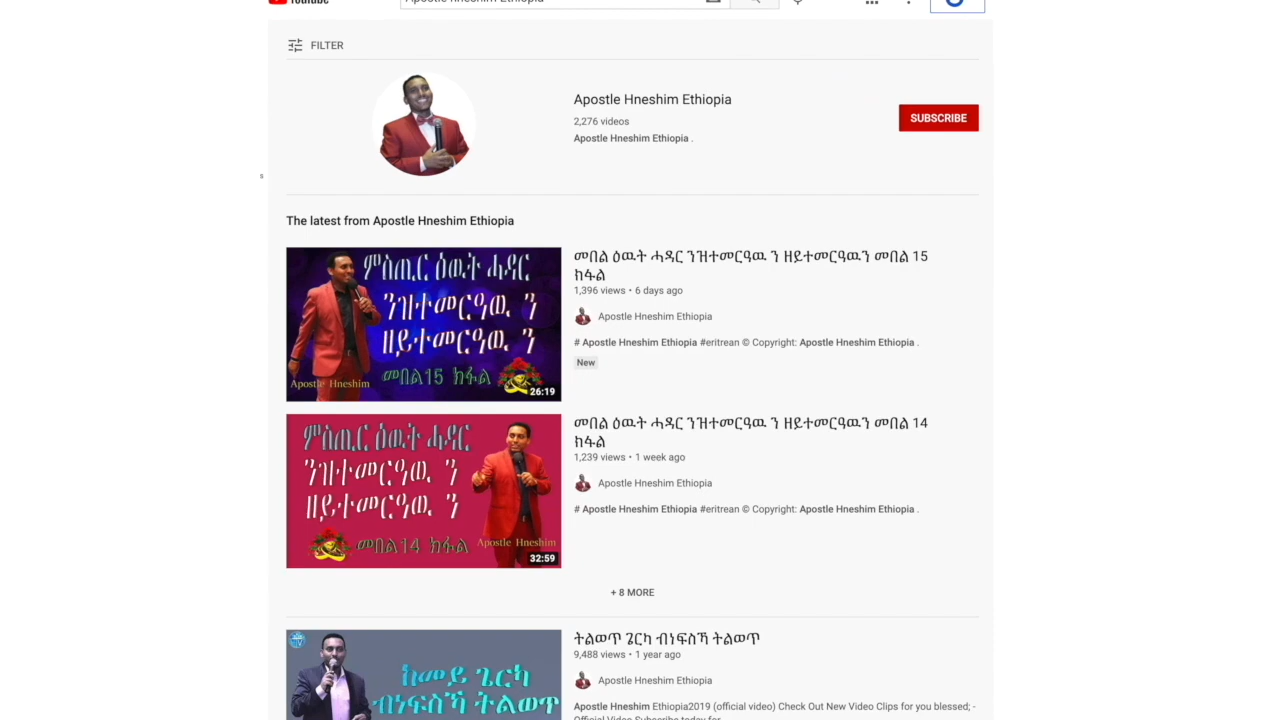 FILTER
Apostle Hneshim Ethiopia
2,276 videos
Apostle Hneshim Ethiopia .
SUBSCRIBE
s
The latest from Apostle Hneshim Ethiopia
ምስጢር ዕዉት ሓዳር
ንዝተመርዓዉ ን
ዘይተመርዓዉ ን
መበል15 ክፋል
Apostle Hneshim
26:19
መበል ዕዉት ሓዳር ንዝተመርዓዉ ን ዘይተመርዓዉን መበል 15
ክፋል
1,396 views • 6 days ago
Apostle Hneshim Ethiopia
# Apostle Hneshim Ethiopia #eritrean © Copyright: Apostle Hneshim Ethiopia .
New
ምስጢር ዕዉት ሓዳር
ንዝተመርዓዉ ን
ዘይተመርዓዉ ን
መበል14 ክፋል
Apostle Hneshim
32:59
መበል ዕዉት ሓዳር ንዝተመርዓዉ ን ዘይተመርዓዉን መበል 14
ክፋል
1,239 views • 1 week ago
Apostle Hneshim Ethiopia
# Apostle Hneshim Ethiopia #eritrean © Copyright: Apostle Hneshim Ethiopia .
+ 8 MORE
ከመይ ጌርካ
ብነፍስኻ ትልወጥ
ትልወጥ ጌርካ ብነፍስኻ ትልወጥ
9,488 views • 1 year ago
Apostle Hneshim Ethiopia
Apostle Hneshim Ethiopia2019 (official video) Check Out New Video Clips for you blessed; -